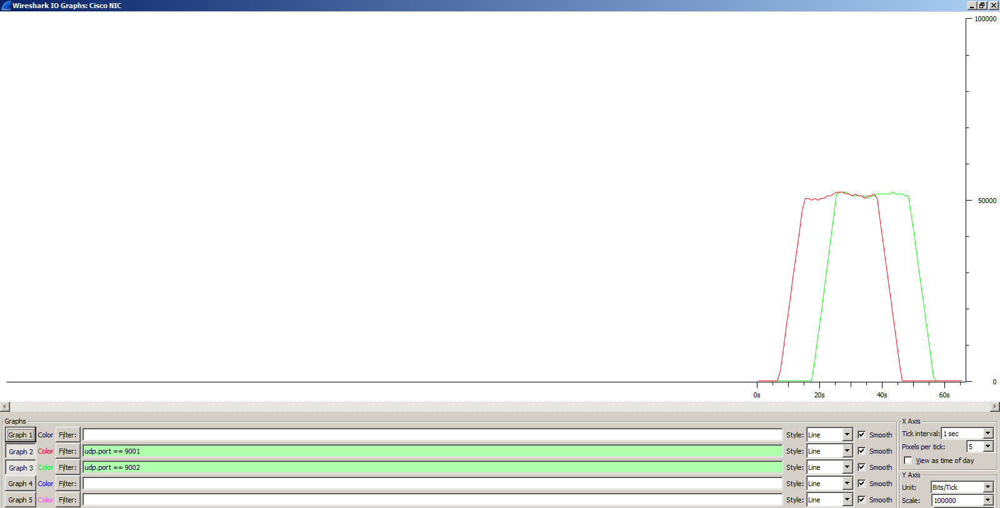 Wireshark IO Graphs: Cisco NIC
100000
50000
0
0s 20s 40s 60s
Graphs
Graph 1 Color Filter: Style: Line Smooth
Graph 2 Color Filter: udp.port == 9001 Style: Line Smooth
Graph 3 Color Filter: udp.port == 9002 Style: Line Smooth
Graph 4 Color Filter: Style: Line Smooth
Graph 5 Color Filter: Style: Line Smooth
X Axis
Tick interval: 1 sec
Pixels per tick: 5
View as time of day
Y Axis
Unit: Bits/Tick
Scale: 100000